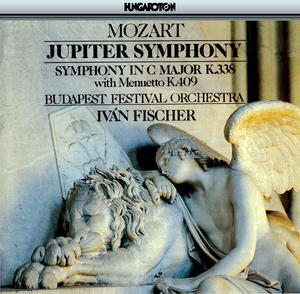 HUNGAROTON
MOZART
JUPITER SYMPHONY
SYMPHONY IN C MAJOR K.338
with Menuetto K.409
BUDAPEST FESTIVAL ORCHESTRA
IVÁN FISCHER